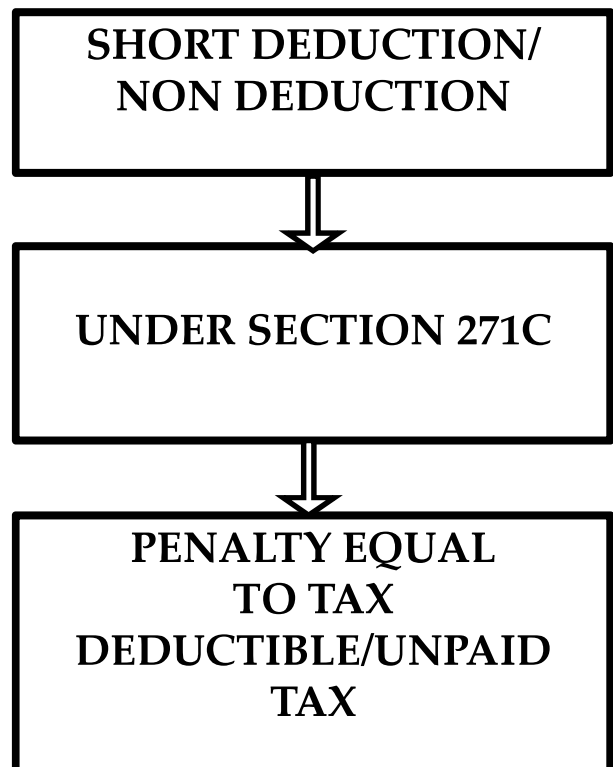 SHORT DEDUCTION/
NON DEDUCTION
UNDER SECTION 271C
PENALTY EQUAL
TO TAX
DEDUCTIBLE/UNPAID
TAX